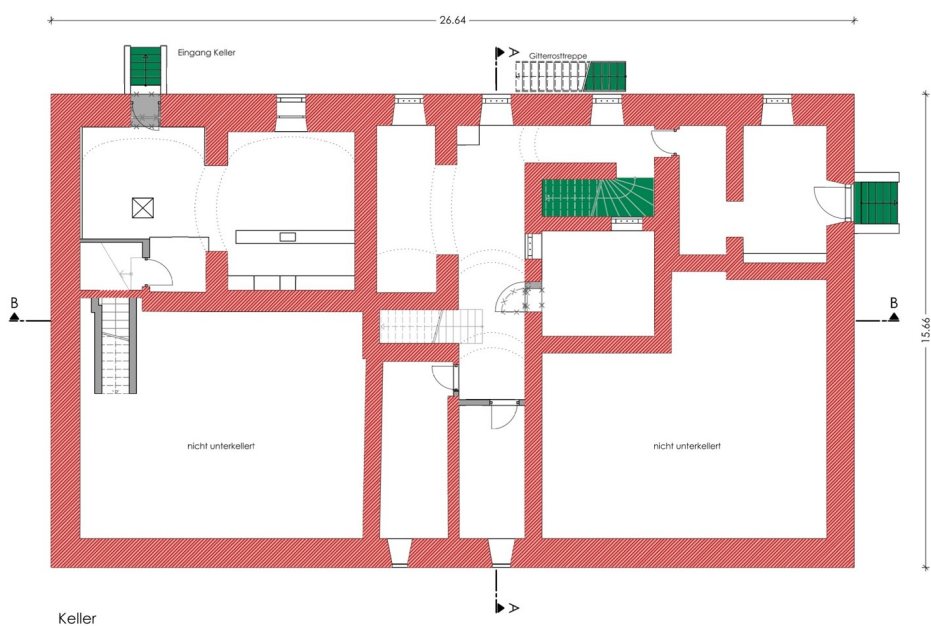 26.64
A
Eingang Keller
Gitterrosttreppe
B
B
15.66
nicht unterkellert
nicht unterkellert
A
Keller